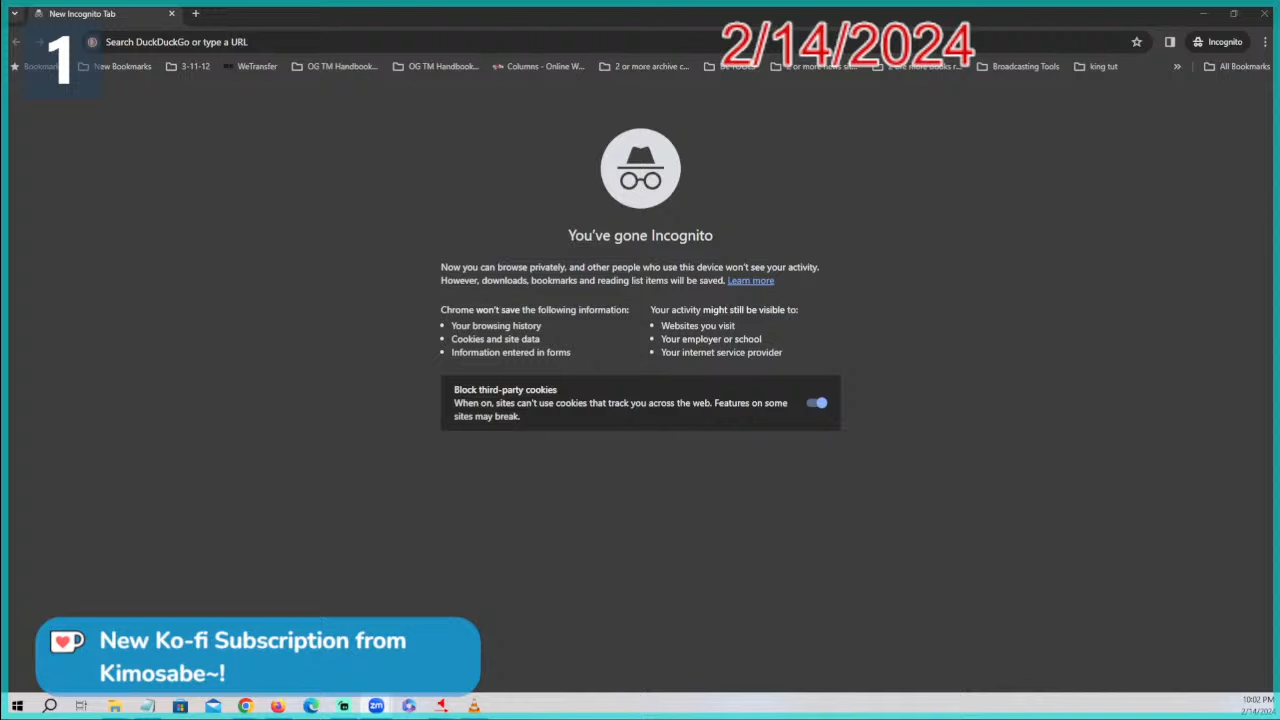 New Incognito Tab
1
Search DuckDuckGo or type a URL
2/14/2024
Incognito
Bookmark
New Bookmarks
3-11-12
WeTransfer
OG TM Handbook...
OG TM Handbook...
Columns - Online W...
2 or more archive c...
Broadcasting Tools
king tut
All Bookmarks
You've gone Incognito
Now you can browse privately, and other people who use this device won't see your activity.
However, downloads, bookmarks and reading list items will be saved. Learn more
Chrome won't save the following information:
Your browsing history
Cookies and site data
Information entered in forms
Your activity might still be visible to:
Websites you visit
Your employer or school
Your internet service provider
Block third-party cookies
When on, sites can't use cookies that track you across the web. Features on some
sites may break.
New Ko-fi Subscription from
Kimosabe~!
zm
10:02 PM
2/14/2024